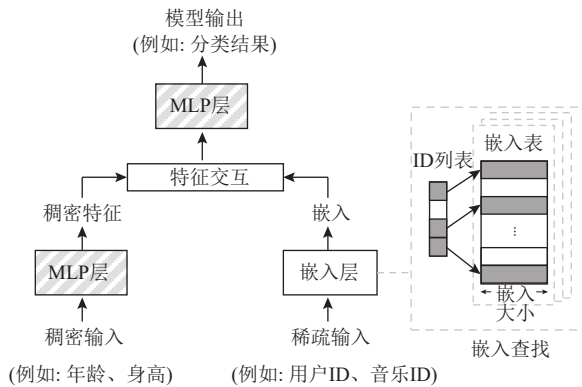 模型输出
(例如: 分类结果)
MLP层
特征交互
稠密特征
嵌入
MLP层
嵌入层
稠密输入
稀疏输入
(例如: 年龄、身高)
(例如: 用户ID、音乐ID)
嵌入表
ID列表
...
嵌入
大小
嵌入查找